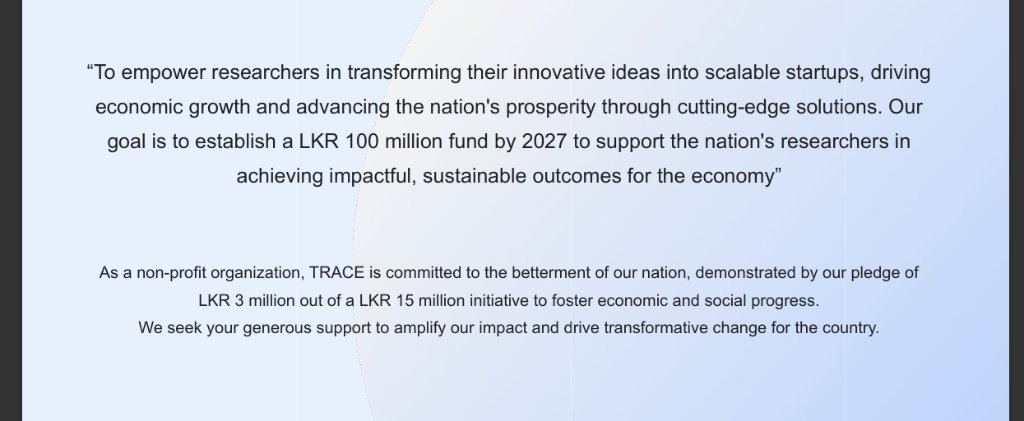 “To empower researchers in transforming their innovative ideas into scalable startups, driving
economic growth and advancing the nation's prosperity through cutting-edge solutions. Our
goal is to establish a LKR 100 million fund by 2027 to support the nation's researchers in
achieving impactful, sustainable outcomes for the economy”
As a non-profit organization, TRACE is committed to the betterment of our nation, demonstrated by our pledge of
LKR 3 million out of a LKR 15 million initiative to foster economic and social progress.
We seek your generous support to amplify our impact and drive transformative change for the country.